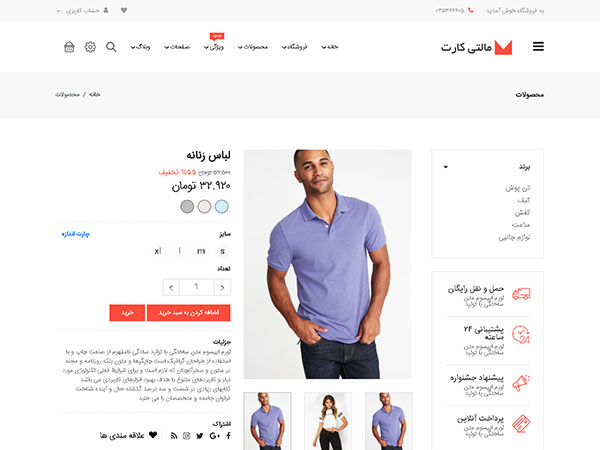 به فروشگاه خوش آمدید
حساب کاربری
مالتی کارت
خانه فروشگاه محصولات ویژگی صفحات وبلاگ
جدید
محصولات
خانه / محصولات
برند
تن پوش
کیف
کفش
ساعت
لوازم جانبی
حمل و نقل رایگان
لورم ایپسوم متن
ساختگی با تولید
پشتیبانی ۲۴
ساعته
لورم ایپسوم متن
ساختگی با تولید
پیشنهاد جشنواره
لورم ایپسوم متن
ساختگی با تولید
پرداخت آنلاین
لورم ایپسوم متن
ساختگی با تولید
لباس زنانه
۵۵% تخفیف
۳۲.۹۲۰ تومان
سایز
چارت اندازه
s m l xl
تعداد
1
اضافه کردن به سبد خرید
خرید
جزئیات
لورم ایپسوم متن ساختگی با تولید سادگی نامفهوم از صنعت چاپ و با
استفاده از طراحان گرافیک است چاپگرها و متون بلکه روزنامه و مجله
در ستون و سطرآنچنان که لازم است و برای شرایط فعلی تکنولوژی مورد
نیاز و کاربردهای متنوع با هدف بهبود ابزارهای کاربردی می باشد
کتابهای زیادی در شصت و سه درصد گذشته حال و آینده شناخت
فراوان جامعه و متخصصان را می طلبد
اشتراک
علاقه مندی ها